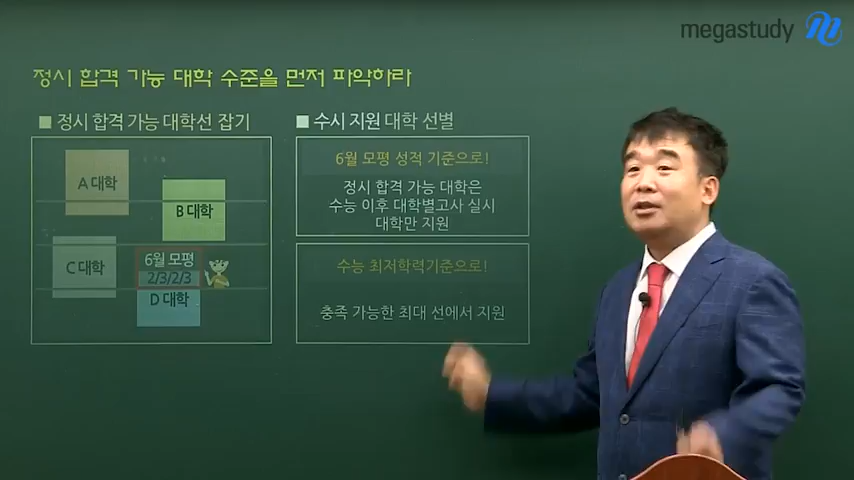 megastudy
정시 합격 가능 대학 수준을 먼저 파악하라
■ 정시 합격 가능 대학선 잡기
A 대학
B 대학
C 대학
6월 모평
2/3/2/3
D 대학
■ 수시 지원 대학 선별
6월 모평 성적 기준으로!
정시 합격 가능 대학은
수능 이후 대학별고사 실시
대학만 지원
수능 최저학력기준으로!
충족 가능한 최대 선에서 지원